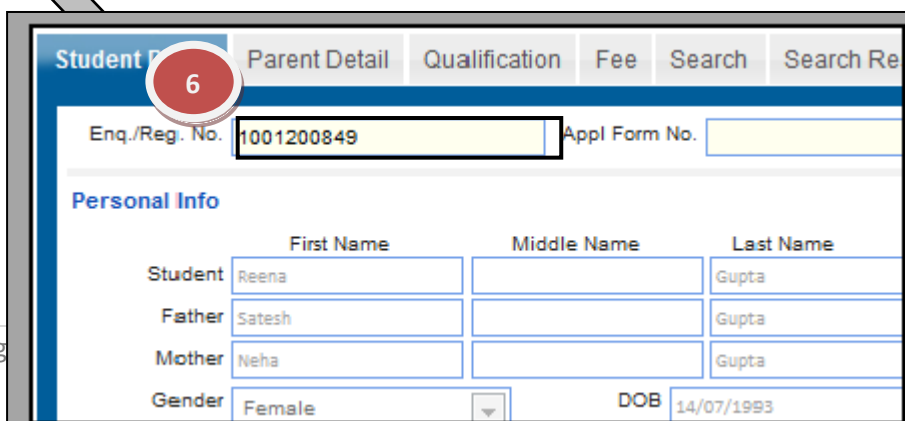 Student Parent Detail Qualification Fee Search Search Re
6
Enq./Reg. No. 1001200849 Appl Form No.
Personal Info
First Name Middle Name Last Name
Student Reena Gupta
Father Satesh Gupta
Mother Neha Gupta
Gender Female DOB 14/07/1993